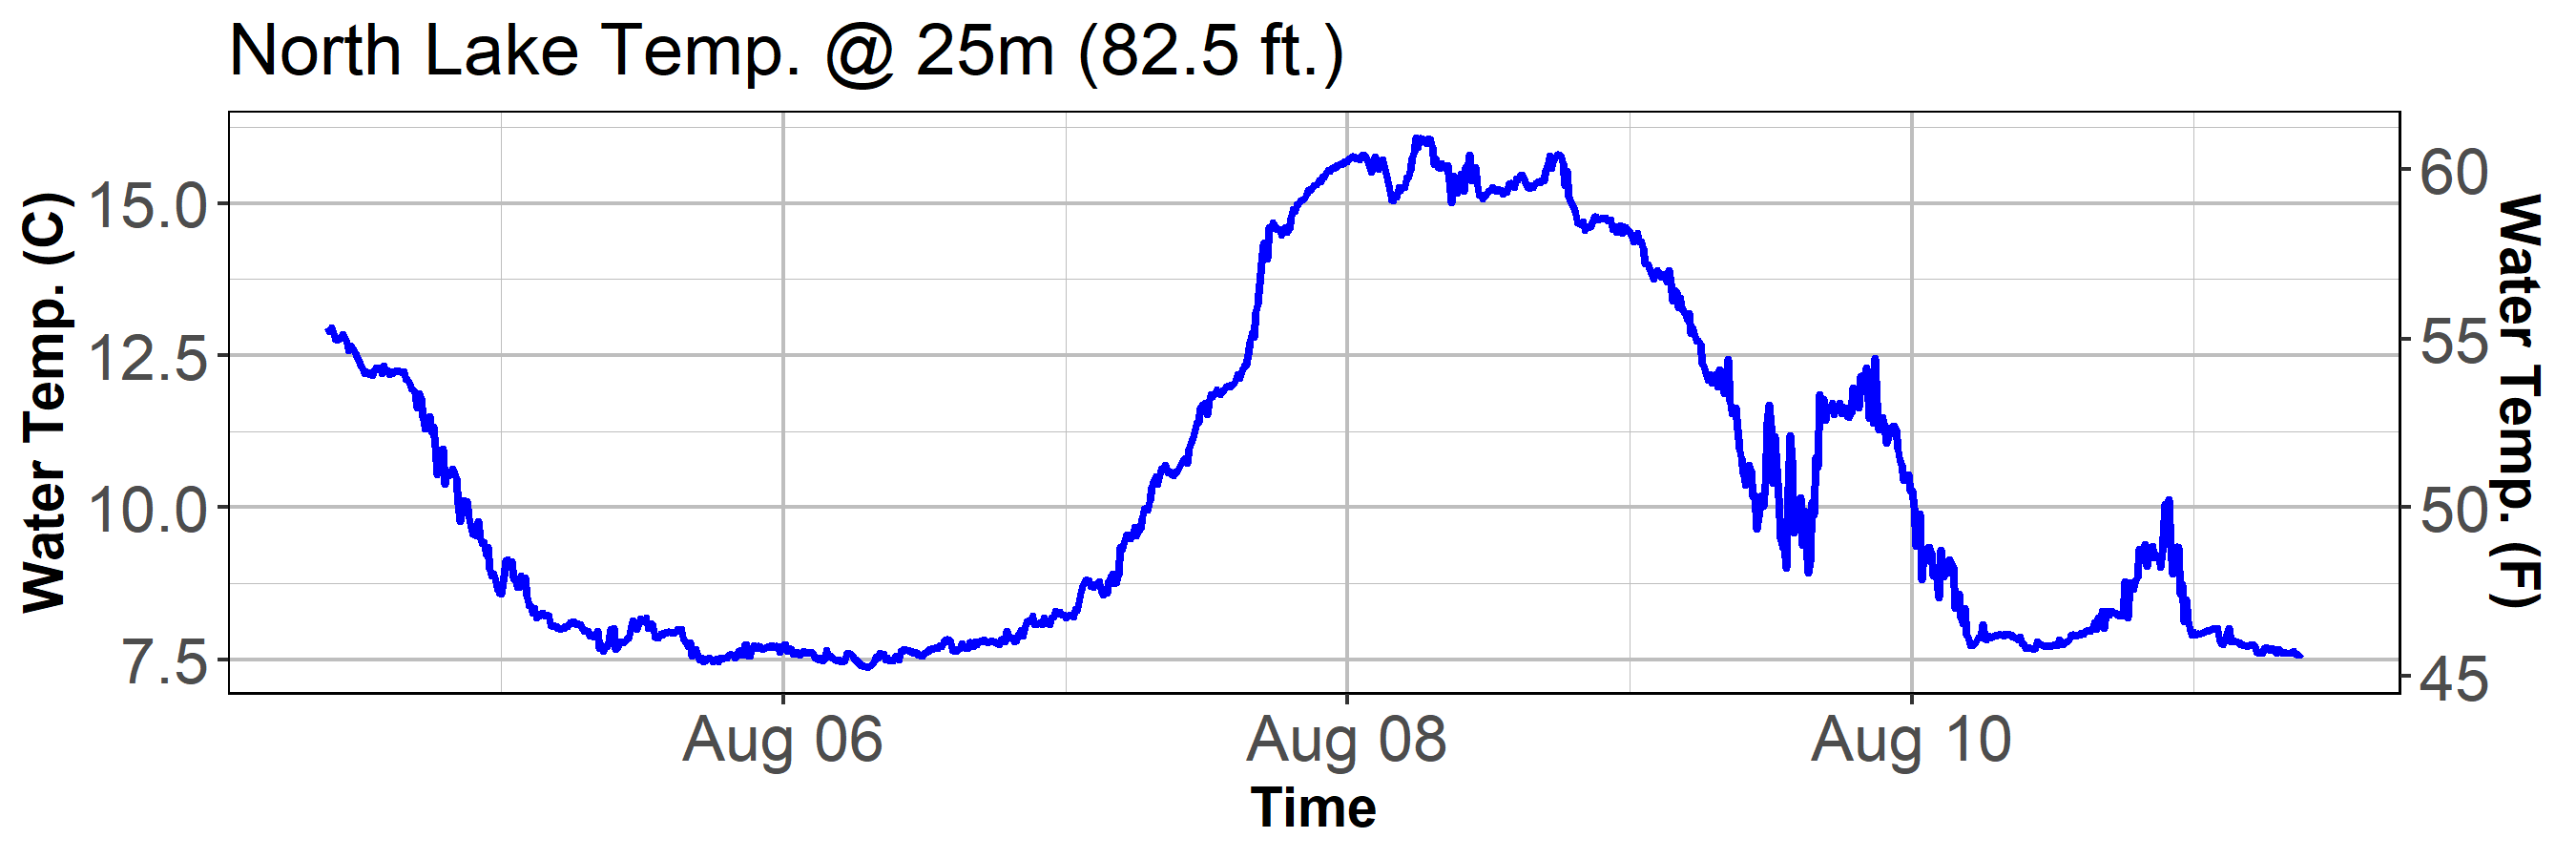 North Lake Temp. @ 25m (82.5 ft.)
Water Temp. (C)
15.0
12.5
10.0
7.5
60
55
50
45
Water Temp. (F)
Aug 06
Aug 08
Aug 10
Time